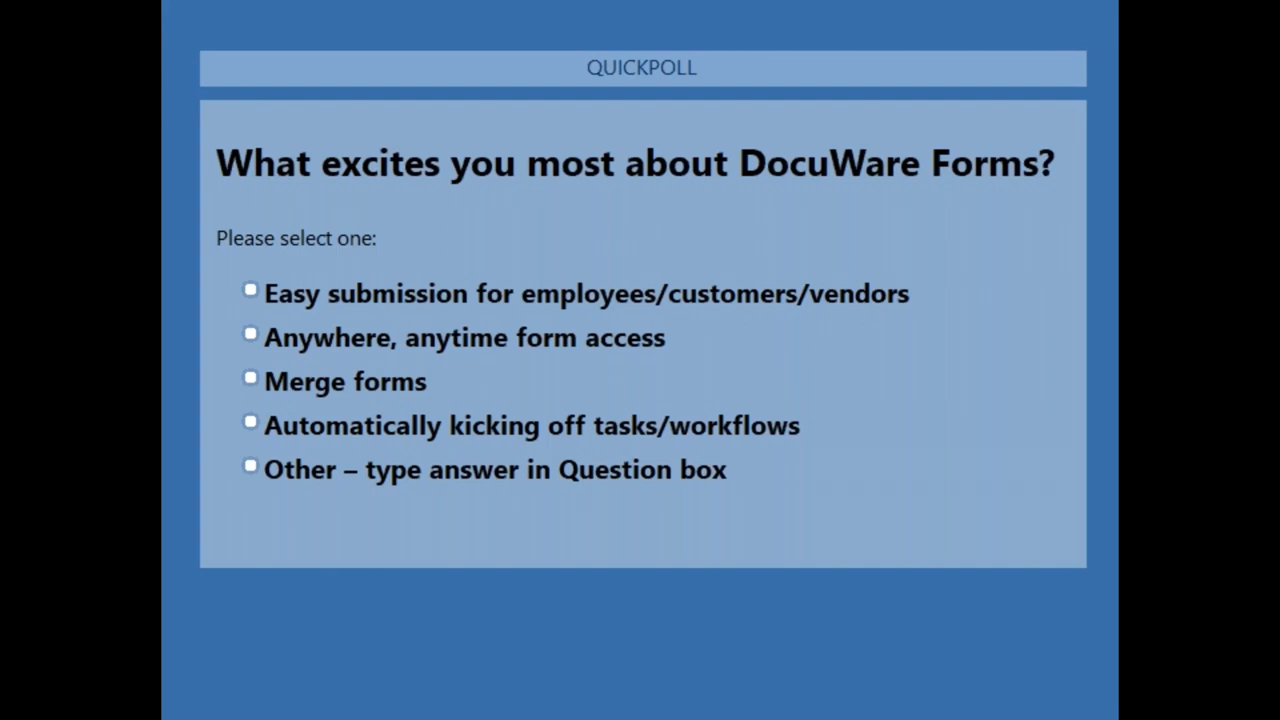 QUICKPOLL
What excites you most about DocuWare Forms?
Please select one:
Easy submission for employees/customers/vendors
Anywhere, anytime form access
Merge forms
Automatically kicking off tasks/workflows
Other – type answer in Question box